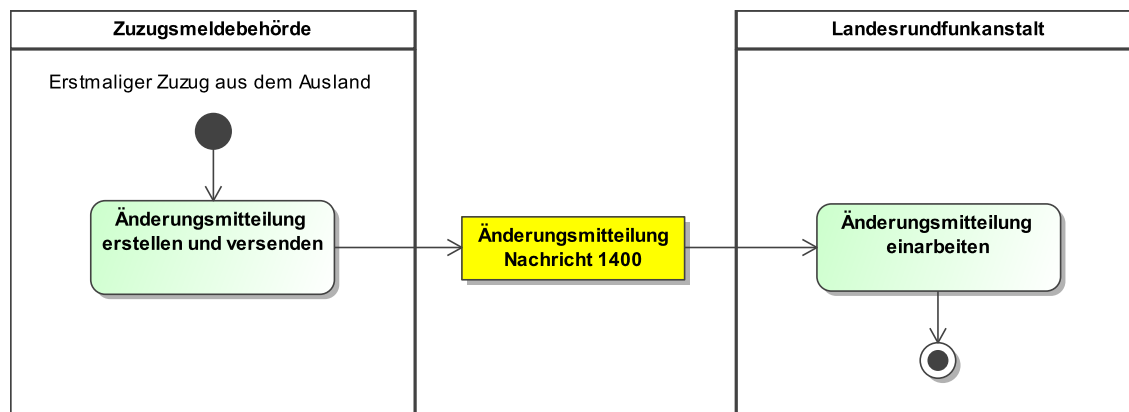 Zuzugsmeldebehörde
Landesrundfunkanstalt
Erstmaliger Zuzug aus dem Ausland
Änderungsmitteilung
erstellen und versenden
Änderungsmitteilung
Nachricht 1400
Änderungsmitteilung
einarbeiten